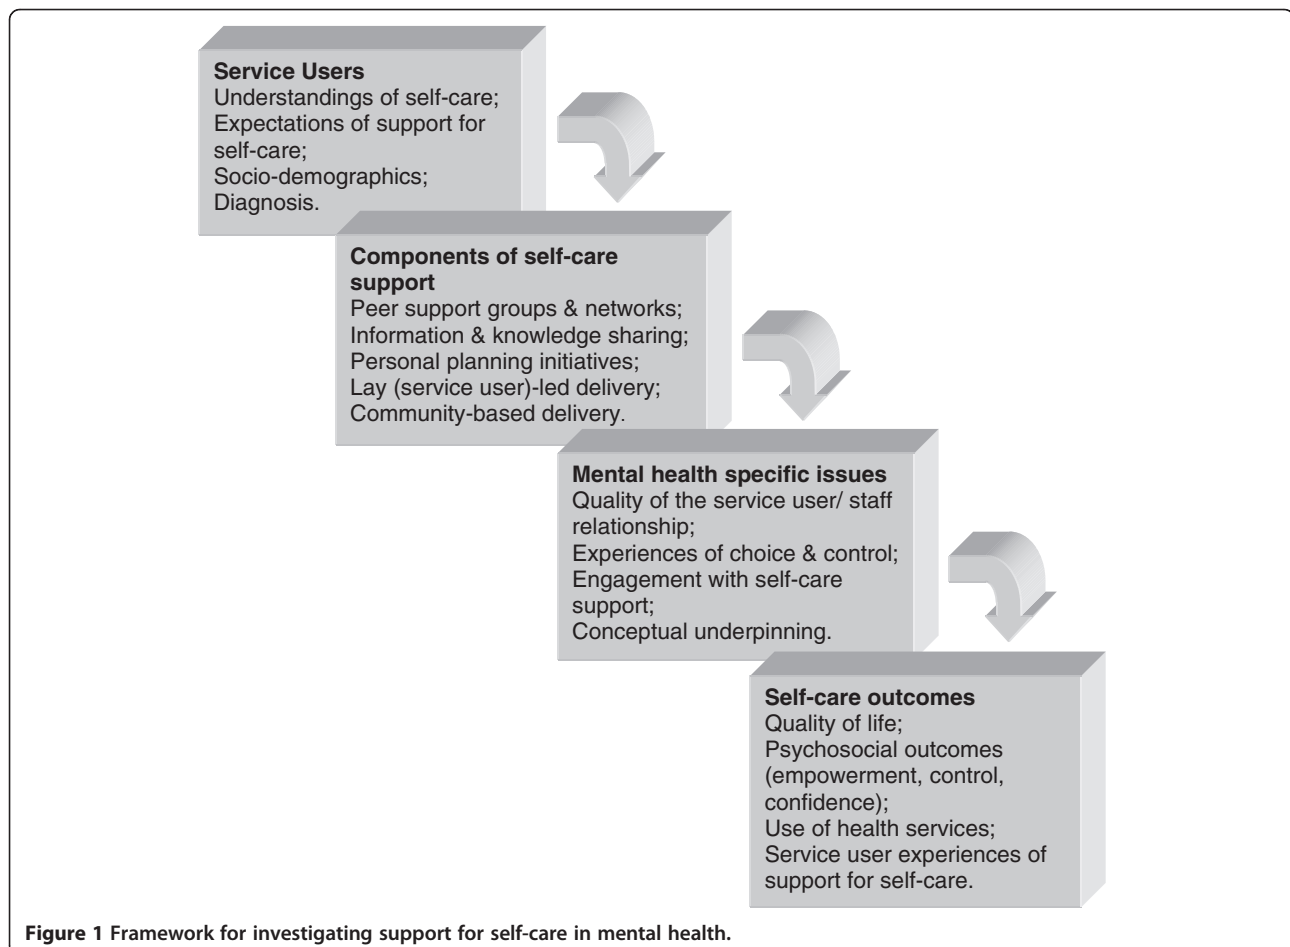 Service Users
Understandings of self-care;
Expectations of support for
self-care;
Socio-demographics;
Diagnosis.
Components of self-care
support
Peer support groups & networks;
Information & knowledge sharing;
Personal planning initiatives;
Lay (service user)-led delivery;
Community-based delivery.
Mental health specific issues
Quality of the service user/ staff
relationship;
Experiences of choice & control;
Engagement with self-care
support;
Conceptual underpinning.
Self-care outcomes
Quality of life;
Psychosocial outcomes
(empowerment, control,
confidence);
Use of health services;
Service user experiences of
support for self-care.
Figure 1 Framework for investigating support for self-care in mental health.